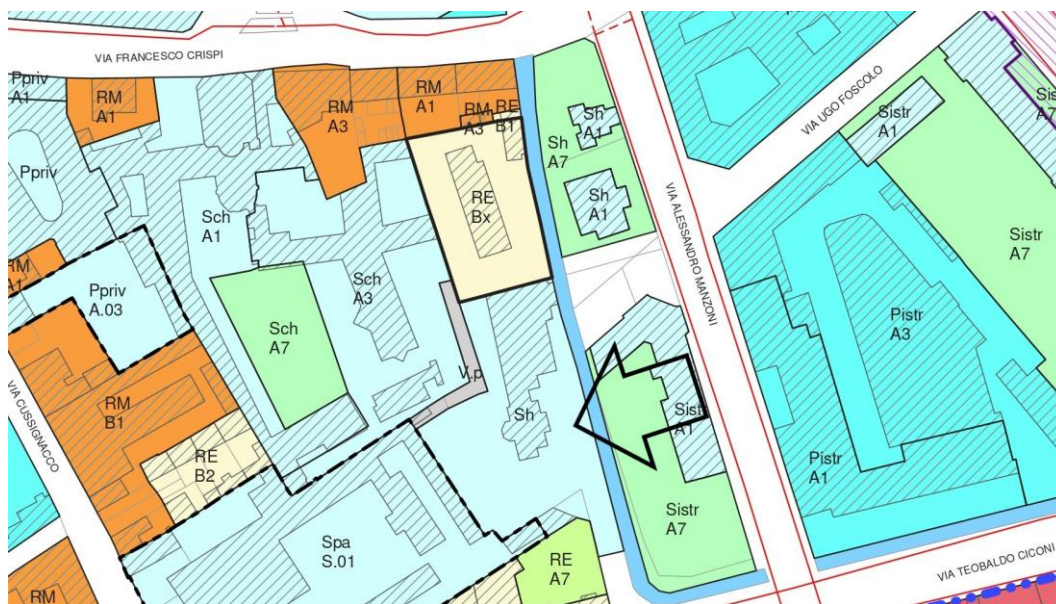 VIA FRANCESCO CRISPI
Ppriv
A1
RM
A1
RM
A3
RM
A1
RM
A3
RE
B1
Sh
A1
Sh
A7
Sh
A1
VIA UGO FOSCOLO
Sistr
A1
A7
Ppriv
Sch
A1
RE
Bx
VIA ALESSANDRO MANZONI
Sistr
A7
RM
A1
Ppriv
A.03
Sch
A3
Sch
A7
Pistr
A3
V.p
VIA CUSSIGNACCO
RM
B1
Sh
Sistr
A1
RE
B2
Pistr
A1
Sistr
A7
Spa
S.01
RE
A7
VIA TEOBALDO CICONI
RM